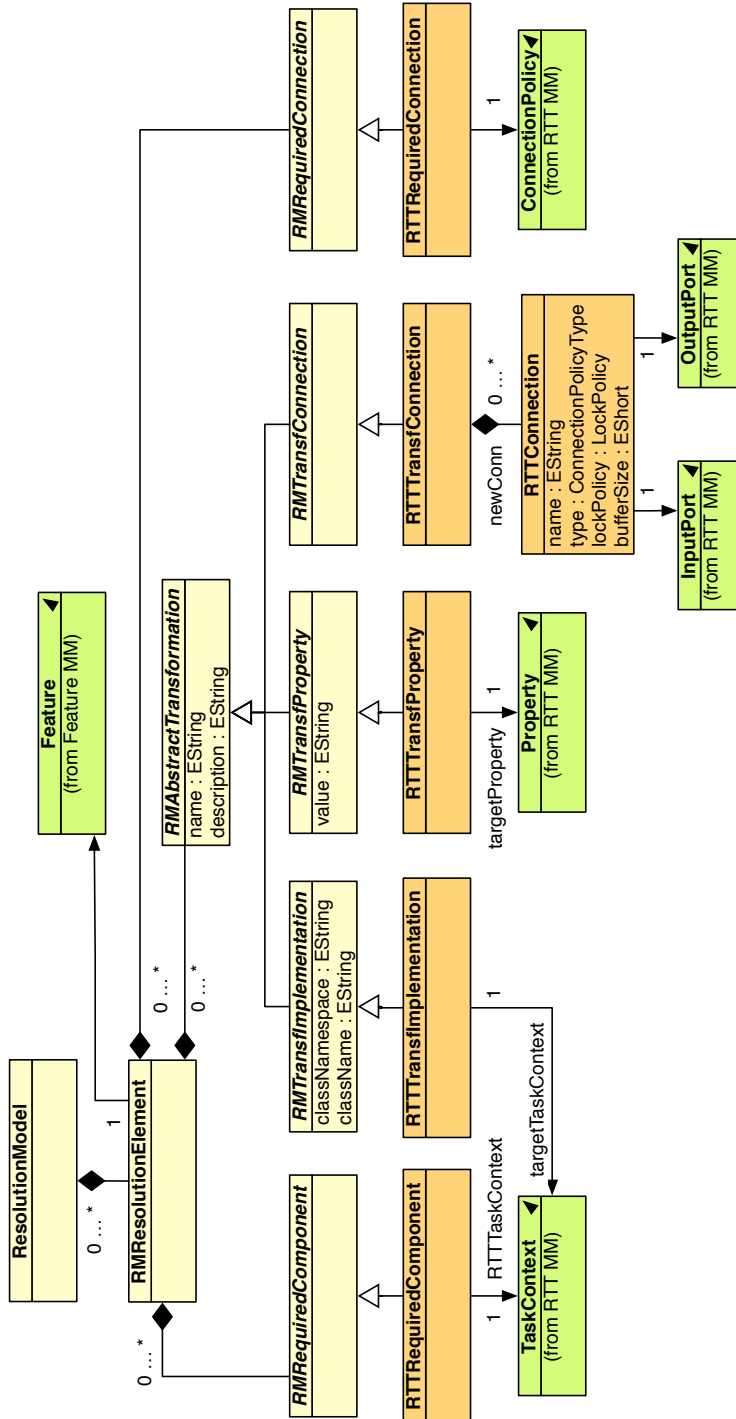 ResolutionModel
Feature
(from Feature MM)
0 ... *
1
RMResolutionElement
0 ... *
0 ... *
0 ... *
RMAbstractTransformation
name : EString
description : EString
RMRequiredComponent
RMTransfImplementation
classNamespace : EString
className : EString
RMTransfProperty
value : EString
RMTransfConnection
RMRequiredConnection
RTTRequiredComponent
RTTTransfImplementation
RTTTransfProperty
RTTTransfConnection
RTTRequiredConnection
1
RTTTaskContext
1
targetTaskContext
targetProperty
1
newConn
0 ... *
1
TaskContext
(from RTT MM)
Property
(from RTT MM)
RTTConnection
name : EString
type : ConnectionPolicyType
lockPolicy : LockPolicy
bufferSize : EShort
ConnectionPolicy
(from RTT MM)
1
1
InputPort
(from RTT MM)
OutputPort
(from RTT MM)